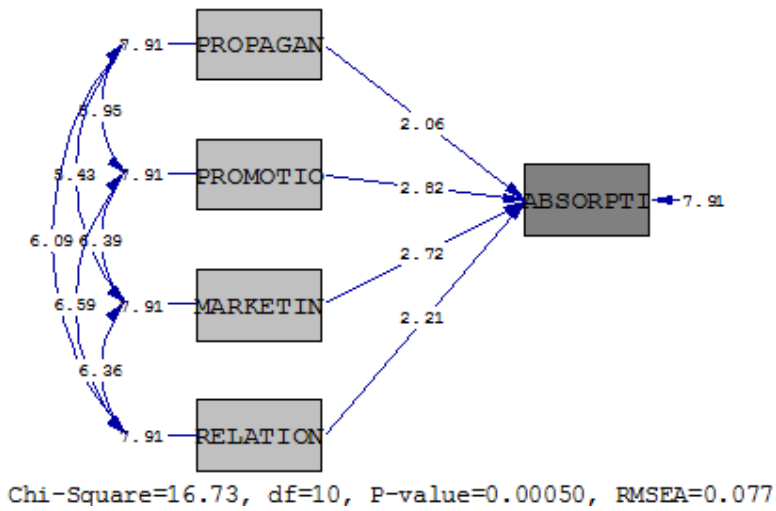 7.91 PROPAGAN
5.95
2.06
7.91 PROMOTIO
5.43
2.82
ABSORPTI 7.91
6.09
6.39
2.72
6.59
7.91 MARKETIN
2.21
6.36
7.91 RELATION
Chi-Square=16.73, df=10, P-value=0.00050, RMSEA=0.077